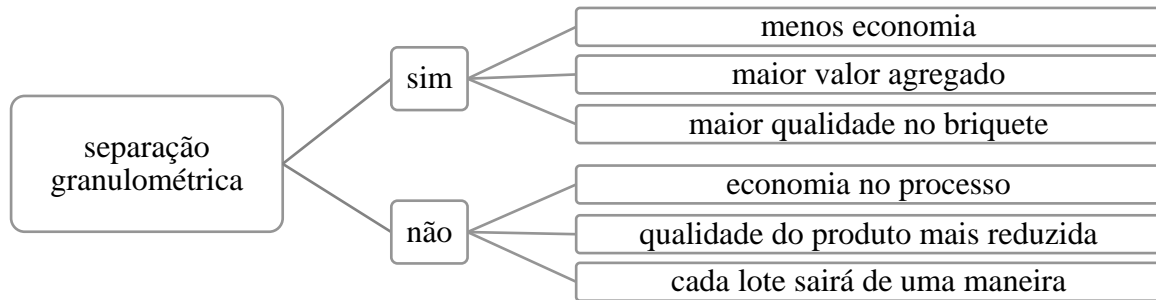 separação
granulométrica
sim
menos economia
maior valor agregado
maior qualidade no briquete
não
economia no processo
qualidade do produto mais reduzida
cada lote sairá de uma maneira